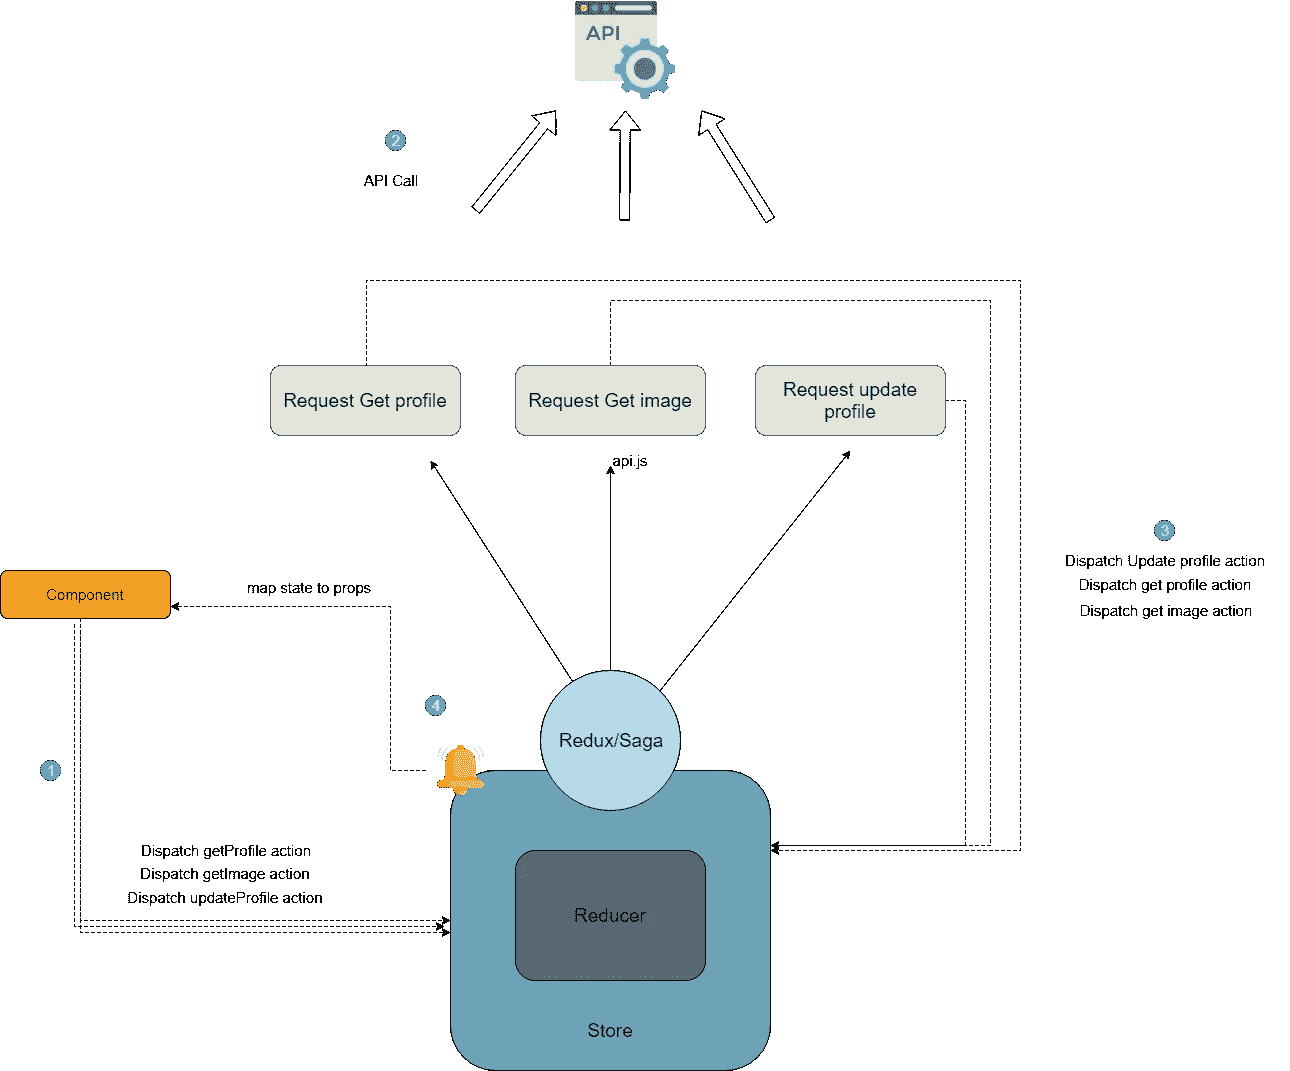 API
2
API Call
Request Get profile
Request Get image
Request update
profile
api.js
3
Dispatch Update profile action
Dispatch get profile action
Dispatch get image action
Component
map state to props
4
Redux/Saga
1
Dispatch getProfile action
Dispatch getImage action
Dispatch updateProfile action
Reducer
Store